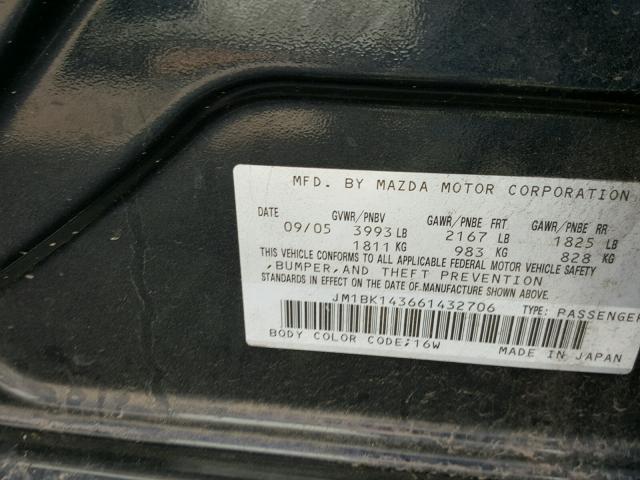 MFD. BY MAZDA MOTOR CORPORATION
DATE GVWR/PNBV GAWR/PNBE FRT GAWR/PNBE RR
09/05 3993 LB 2167 LB 1825 LB
1811 KG 983 KG 828 KG
THIS VEHICLE CONFORMS TO ALL APPLICABLE FEDERAL MOTOR VEHICLE SAFETY
,BUMPER,AND THEFT PREVENTION
STANDARDS IN EFFECT ON THE DATE OF MANUFACTURE SHOWN ABOVE.
JM1BK143661432706 TYPE: PASSENGER
BODY COLOR CODE;16W MADE IN JAPAN